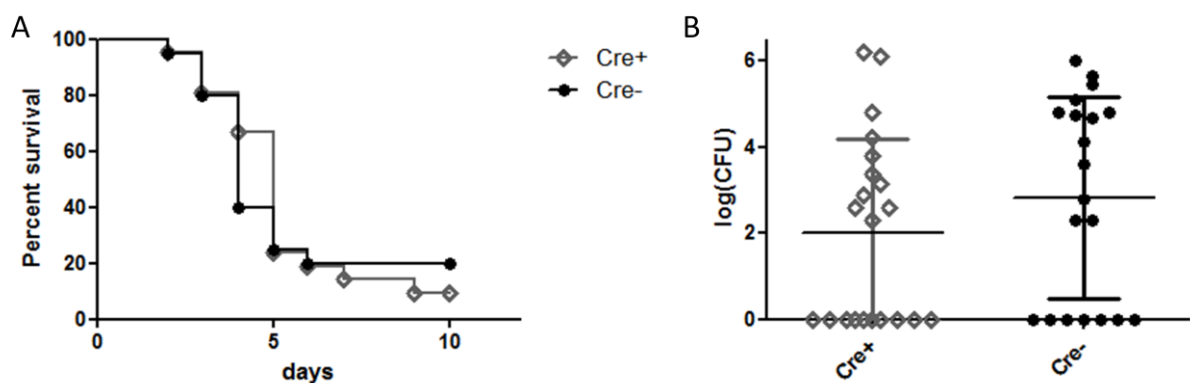 A
Percent survival
100
80
60
40
20
0
0 5 10
days
Cre+
Cre-
B
log(CFU)
6
4
2
0
Cre+
Cre-